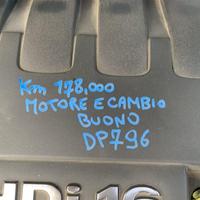 Km 178,000
MOTORE E CAMBIO
BUONO
DP796
HDi 16